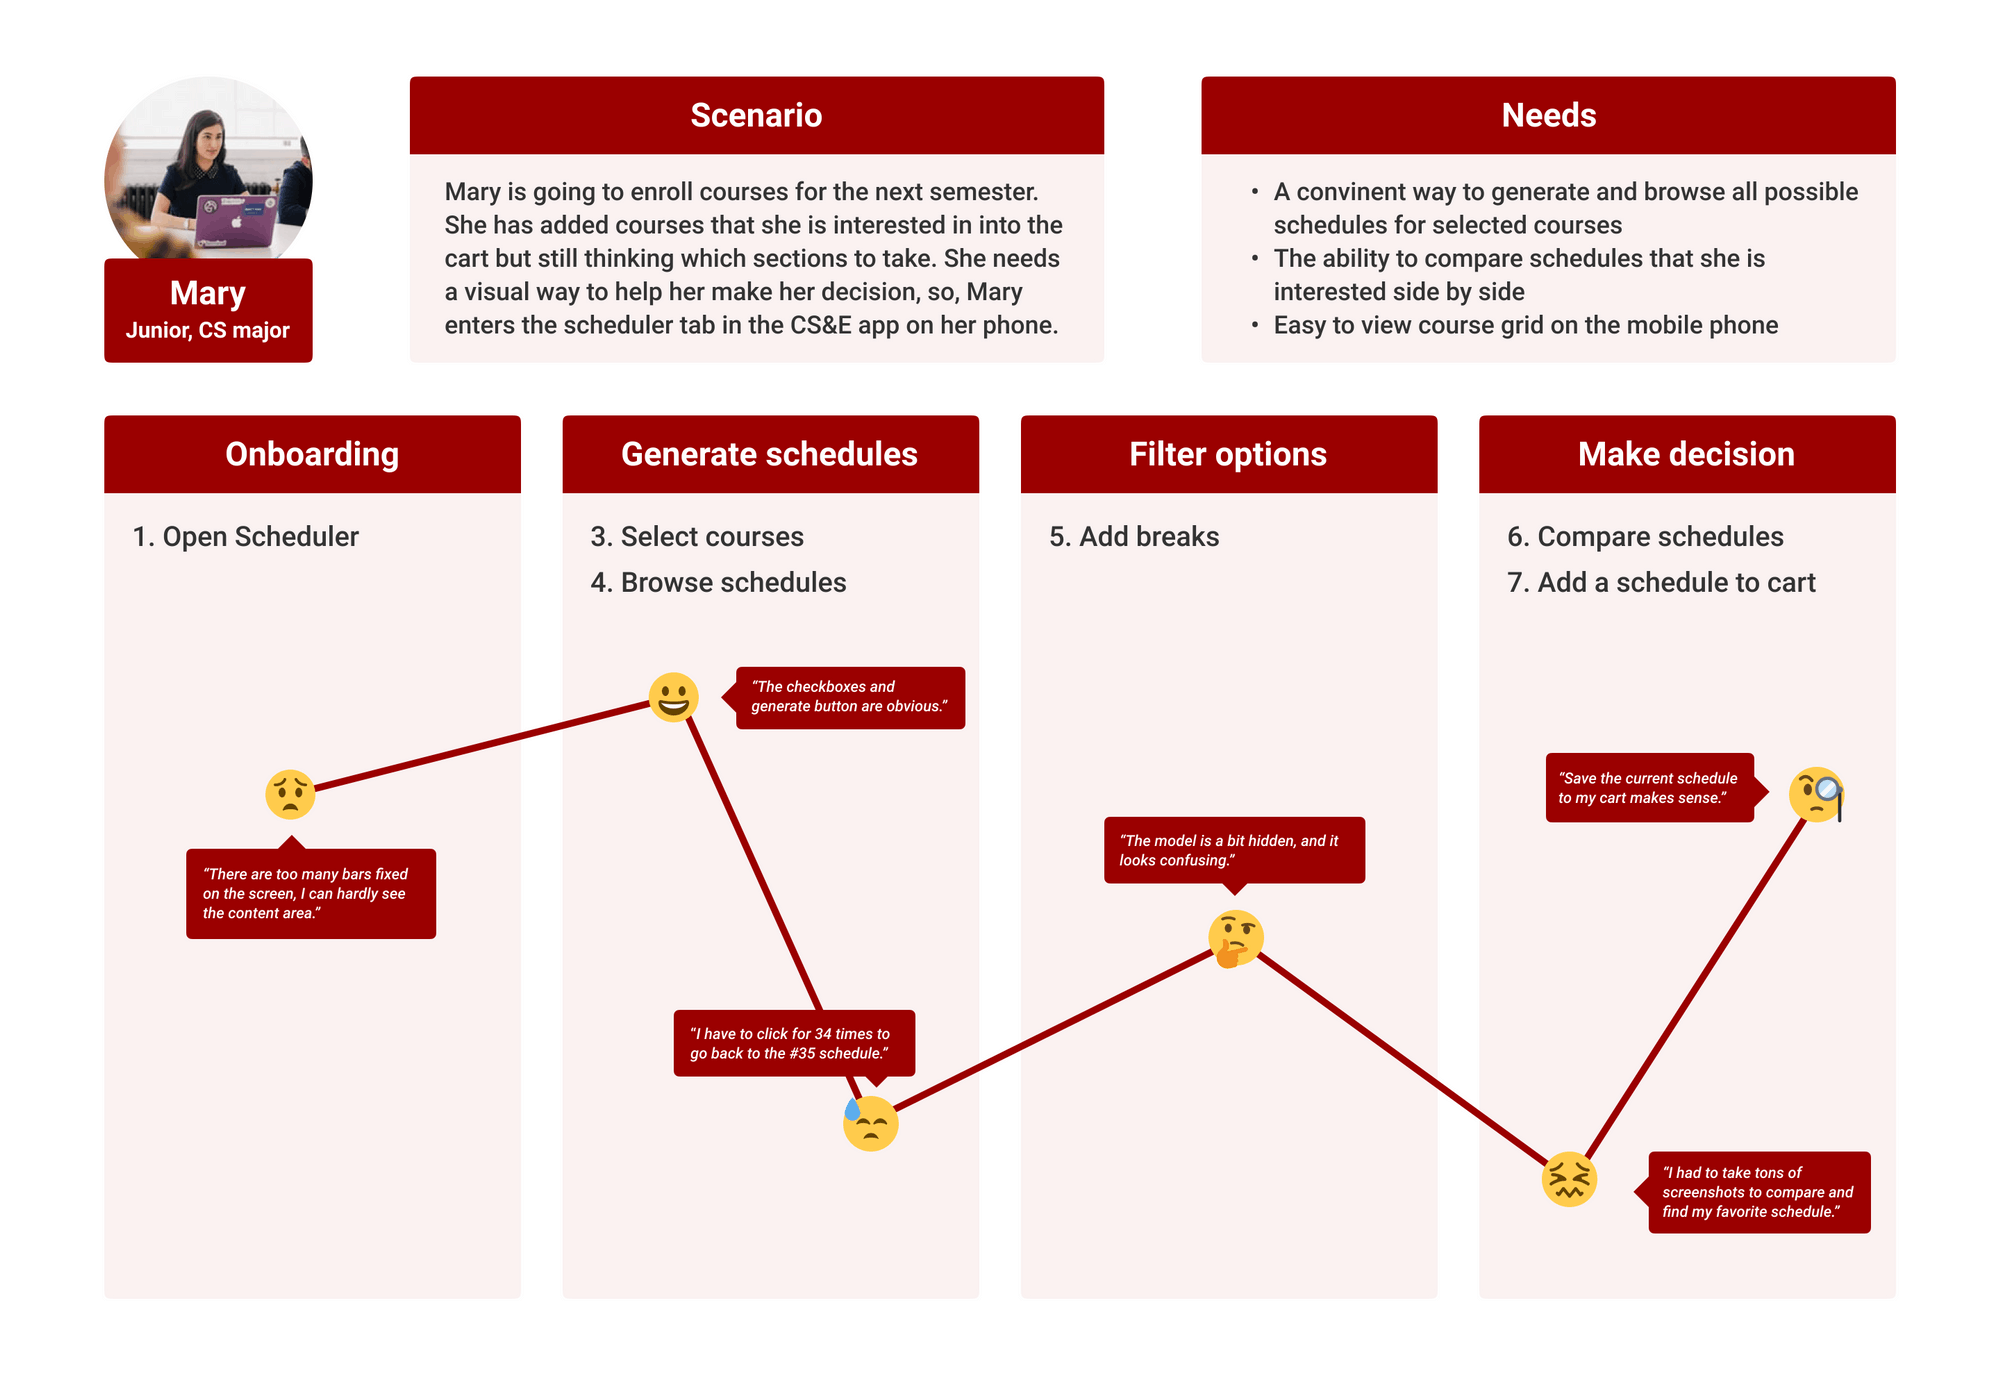 Mary
Junior, CS major
Scenario
Mary is going to enroll courses for the next semester.
She has added courses that she is interested in into the
cart but still thinking which sections to take. She needs
a visual way to help her make her decision, so, Mary
enters the scheduler tab in the CS&E app on her phone.
Needs
• A convinent way to generate and browse all possible
schedules for selected courses
• The ability to compare schedules that she is
interested side by side
• Easy to view course grid on the mobile phone
Onboarding
1. Open Scheduler
“There are too many bars fixed
on the screen, I can hardly see
the content area.”
Generate schedules
3. Select courses
4. Browse schedules
“The checkboxes and
generate button are obvious.”
“I have to click for 34 times to
go back to the #35 schedule.”
Filter options
5. Add breaks
“The model is a bit hidden, and it
looks confusing.”
Make decision
6. Compare schedules
7. Add a schedule to cart
“Save the current schedule
to my cart makes sense.”
“I had to take tons of
screenshots to compare and
find my favorite schedule.”